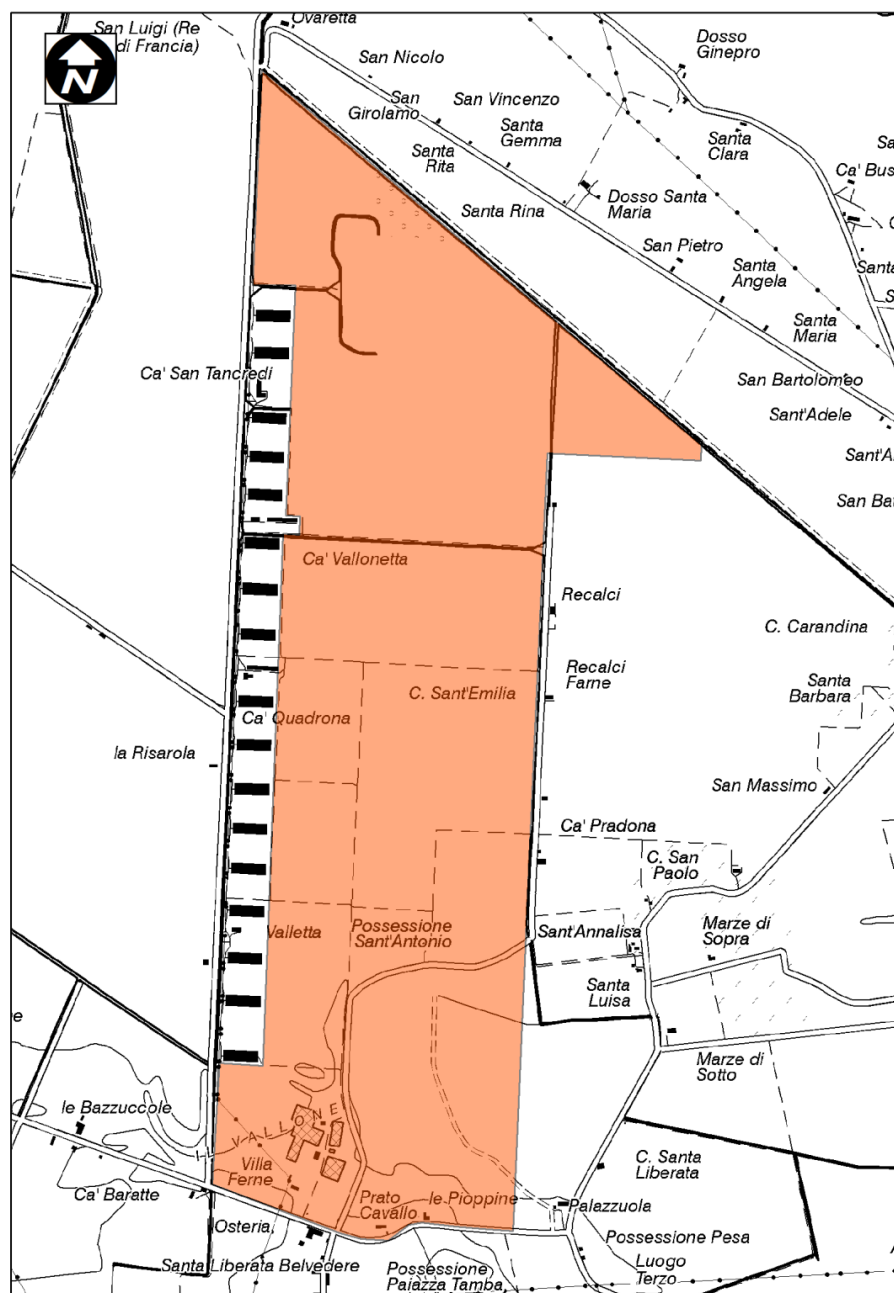 Ovaretta
San Luigi (Re
di Francia)
N
San Nicolo
Dosso
Ginepro
San
Girolamo
San Vincenzo
Santa
Gemma
Santa
Clara
Santa
Rita
Ca' Bus
Santa Rina
Dosso Santa
Maria
San Pietro
Santa
Angela
Santa
Maria
San Bartolomeo
Sant'Adele
Sant'A
San Bat
Ca' San Tancredi
Ca' Vallonetta
Recalci
C. Carandina
Recalci
Farne
Santa
Barbara
C. Sant'Emilia
Ca' Quadrona
la Risarola
San Massimo
Ca' Pradona
C. San
Paolo
Valletta
Possessione
Sant'Antonio
Sant'Annalisa
Marze di
Sopra
Santa
Luisa
Marze di
Sotto
le Bazzuccole
IL VALLONE
Villa
Ferne
C. Santa
Liberata
Ca' Baratte
Osteria
Prato
Cavallo
le Pioppine
Palazzuola
Santa Liberata Belvedere
Possessione Pesa
Possessione
Paiazza Tamba
Luogo
Terzo